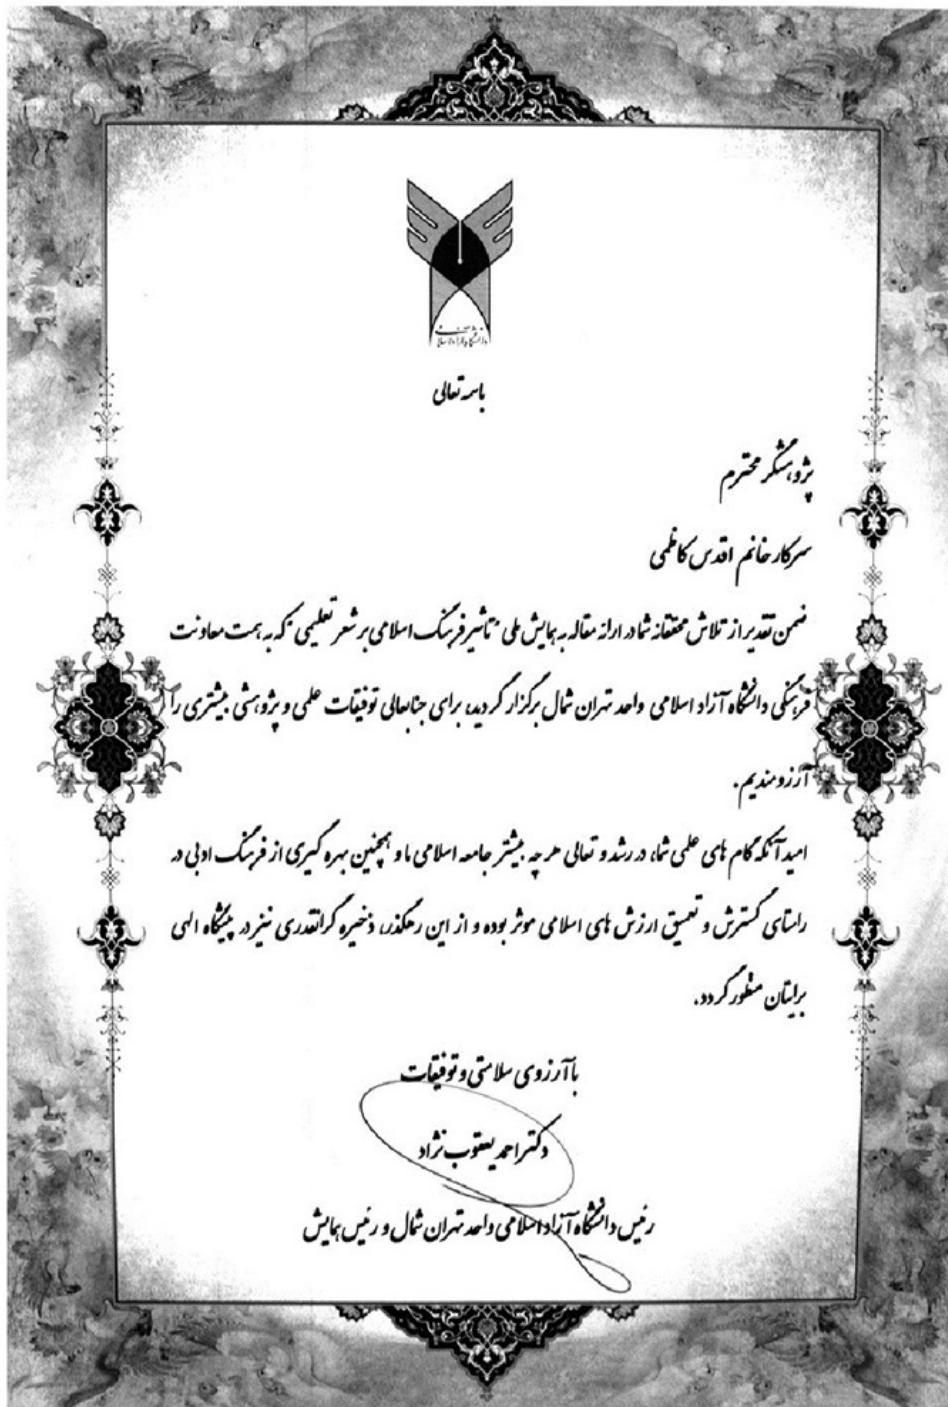 دانشگاه آزاد اسلامی
باسمه تعالی
پژوهشگر محترم
سرکار خانم اقدس کاظمی
ضمن تقدیر از تلاش محققانه شما در ارائه مقاله به همایش ملی "تاثیر فرهنگ اسلامی بر شعر تعلیمی" که به همت معاونت
فرهنگی دانشگاه آزاد اسلامی واحد تهران شمال برگزار گردید، برای جنابعالی توفیقات علمی و پژوهشی بیشتری را
آرزومندیم.
امید آنکه گام های علمی شما، در رشد و تعالی هر چه بیشتر جامعه اسلامی ما و همچنین بهره گیری از فرهنگ ادبی در
راستای گسترش و تعمیق ارزش های اسلامی موثر بوده و از این رهگذر، ذخیره گرانقدری نیز در پیشگاه الهی
برایتان منظور گردد.
با آرزوی سلامتی و توفیقات
دکتر احمد یعقوب نژاد
رئیس دانشگاه آزاد اسلامی واحد تهران شمال و رئیس همایش